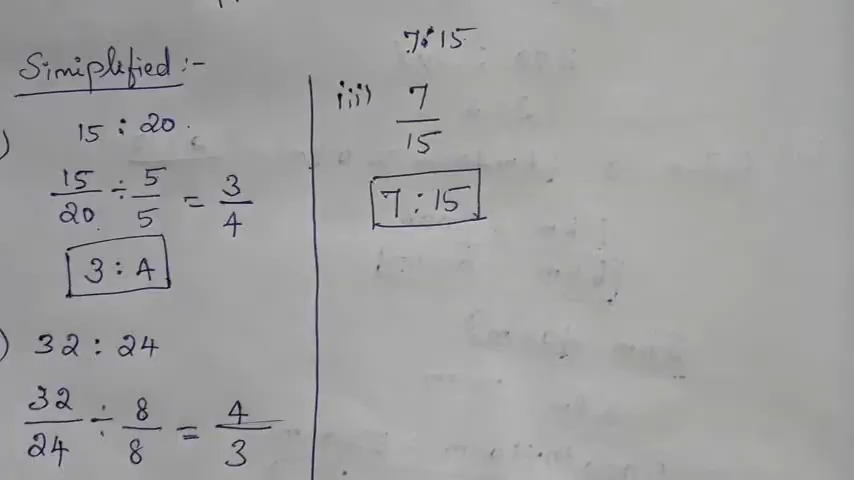 Simiplified :-
) 15 : 20.
15/20 ÷ 5/5 = 3/4
3 : 4
) 32 : 24
32/24 ÷ 8/8 = 4/3
7:15
iii) 7/15
7 : 15